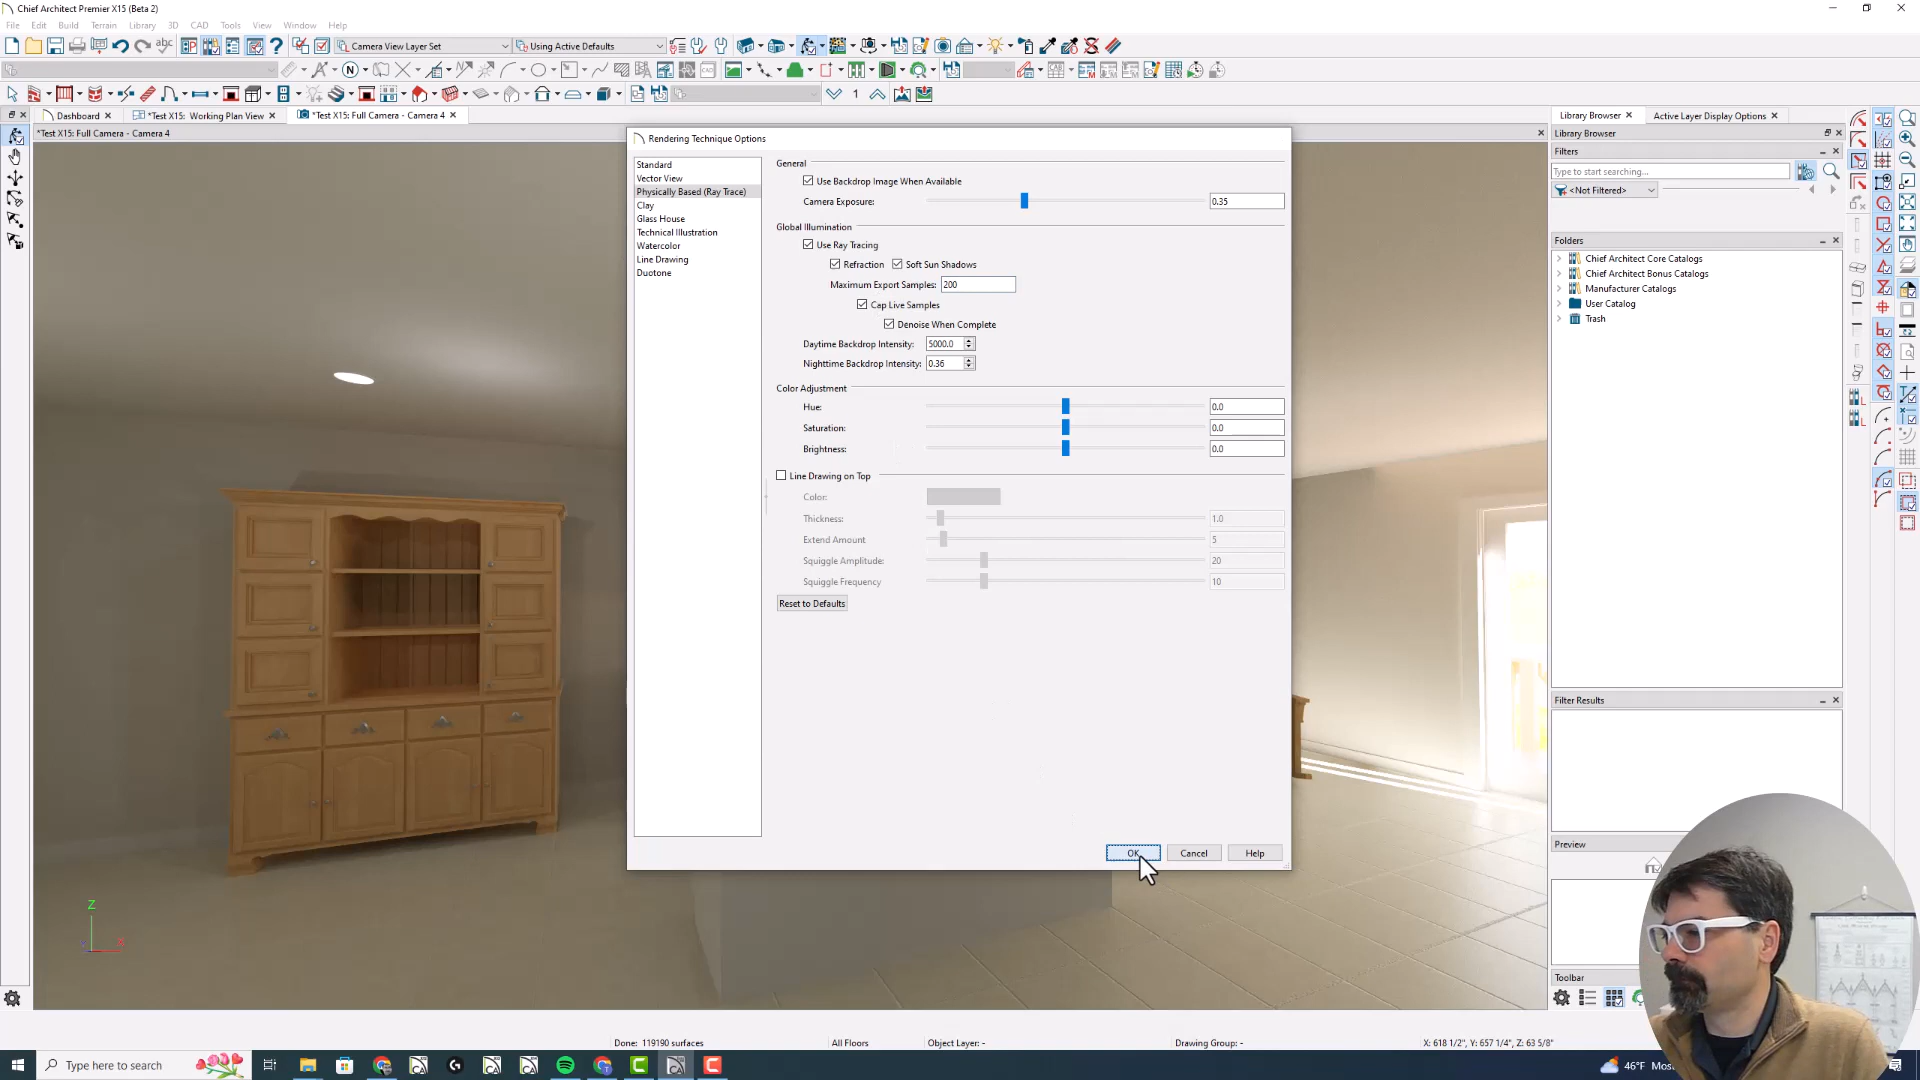 Chief Architect Premier X15 (Beta 2)
File Edit Build Terrain Library 3D CAD Tools View Window Help
Camera View Layer Set Using Active Defaults
1
Dashboard *Test X15: Working Plan View *Test X15: Full Camera - Camera 4
*Test X15: Full Camera - Camera 4
Rendering Technique Options
Standard
Vector View
Physically Based (Ray Trace)
Clay
Glass House
Technical Illustration
Watercolor
Line Drawing
Duotone
General
Use Backdrop Image When Available
Camera Exposure: 0.35
Global Illumination
Use Ray Tracing
Refraction Soft Sun Shadows
Maximum Export Samples: 200
Cap Live Samples
Denoise When Complete
Daytime Backdrop Intensity: 5000.0
Nighttime Backdrop Intensity: 0.36
Color Adjustment
Hue: 0.0
Saturation: 0.0
Brightness: 0.0
Line Drawing on Top
Color:
Thickness: 1.0
Extend Amount 5
Squiggle Amplitude: 20
Squiggle Frequency 10
Reset to Defaults
OK Cancel Help
Library Browser Active Layer Display Options
Library Browser
Filters
Type to start searching...
<Not Filtered>
Folders
Chief Architect Core Catalogs
Chief Architect Bonus Catalogs
Manufacturer Catalogs
User Catalog
Trash
Filter Results
Preview
Toolbar
Z
Done: 119190 surfaces All Floors Object Layer: - Drawing Group: - X: 618 1/2", Y: 657 1/4", Z: 63 5/8"
Type here to search
46°F